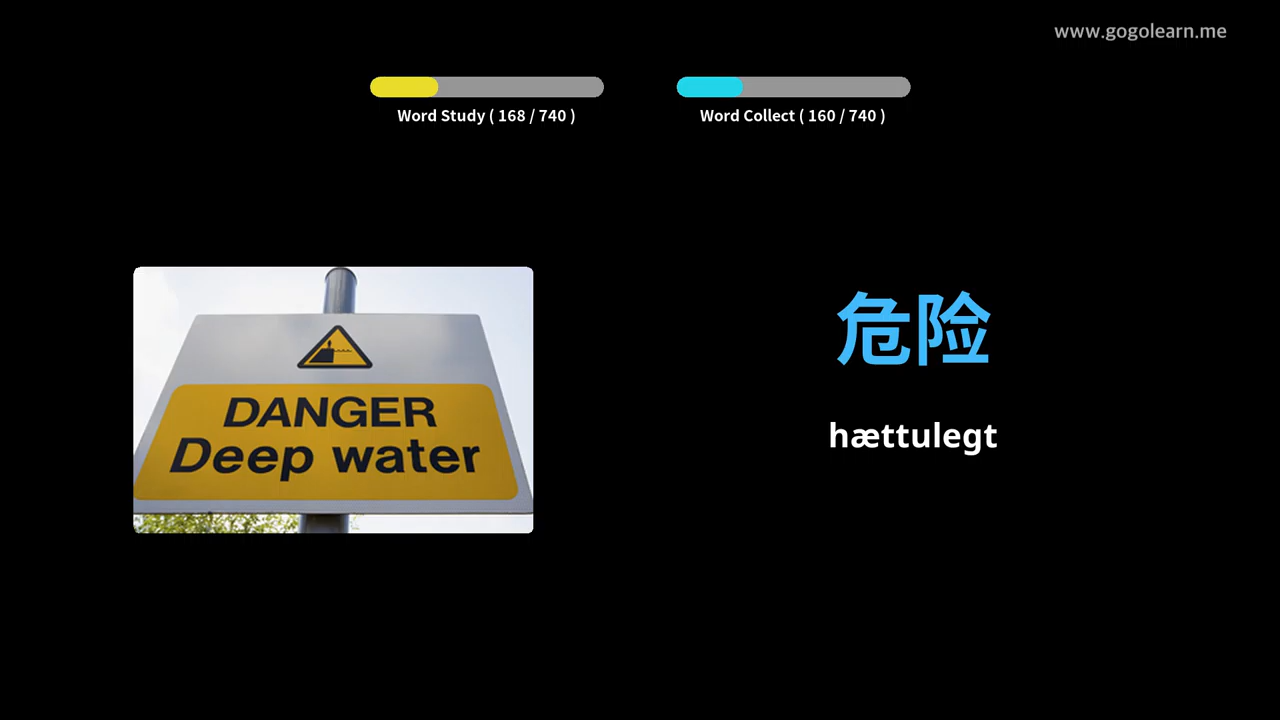 www.gogolearn.me
Word Study ( 168 / 740 )
Word Collect ( 160 / 740 )
DANGER
Deep water
危险
hættulegt